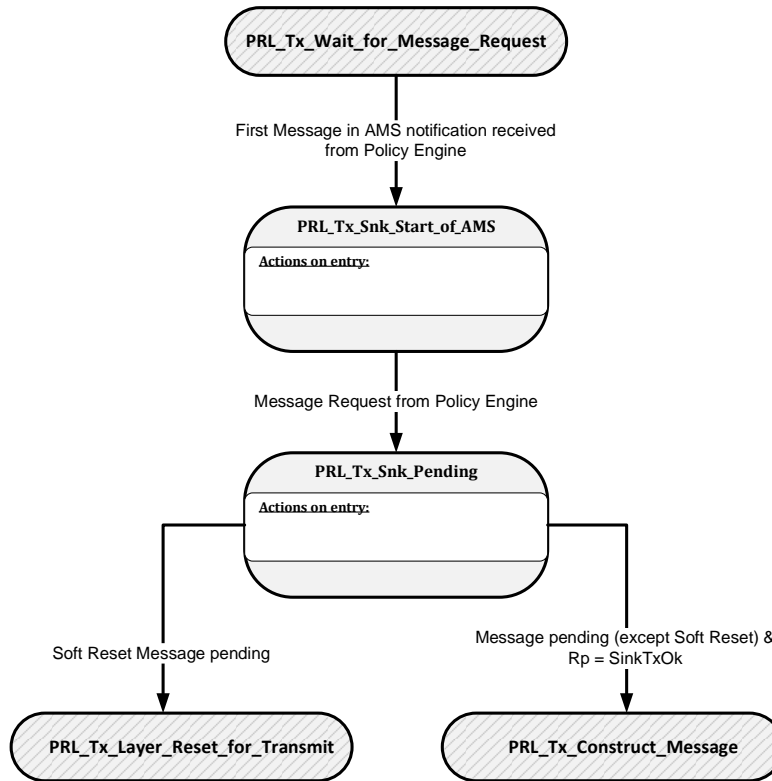 PRL_Tx_Wait_for_Message_Request
First Message in AMS notification received
from Policy Engine
PRL_Tx_Snk_Start_of_AMS
Actions on entry:
Message Request from Policy Engine
PRL_Tx_Snk_Pending
Actions on entry:
Soft Reset Message pending
Message pending (except Soft Reset) &
Rp = SinkTxOk
PRL_Tx_Layer_Reset_for_Transmit
PRL_Tx_Construct_Message